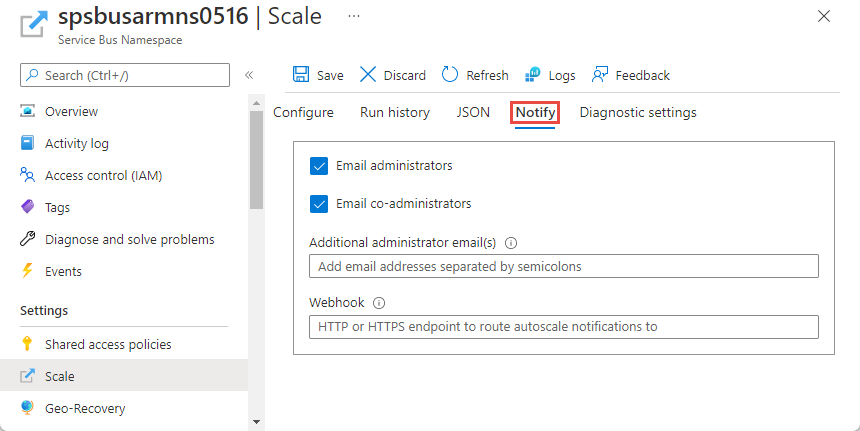 spsbusarmns0516 | Scale ...
Service Bus Namespace
Search (Ctrl+/)
«
Overview
Activity log
Access control (IAM)
Tags
Diagnose and solve problems
Events
Settings
Shared access policies
Scale
Geo-Recovery
Save Discard Refresh Logs Feedback
Configure Run history JSON Notify Diagnostic settings
Email administrators
Email co-administrators
Additional administrator email(s)
Add email addresses separated by semicolons
Webhook
HTTP or HTTPS endpoint to route autoscale notifications to